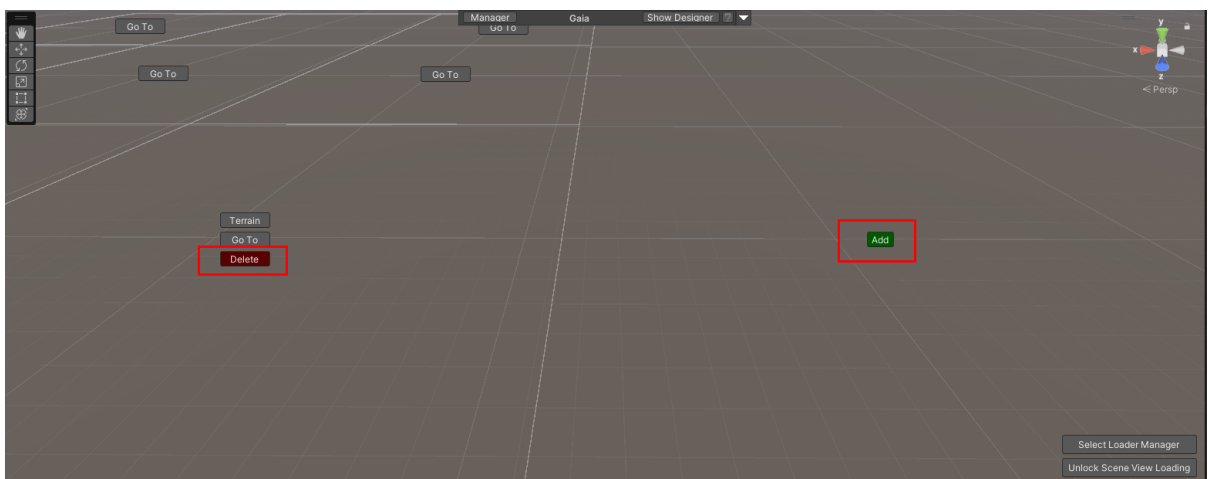 Manager Gaia Show Designer ?
Go To
Go To
Go To
Go To
y
x
z
< Persp
Terrain
Go To
Delete
Add
Select Loader Manager
Unlock Scene View Loading